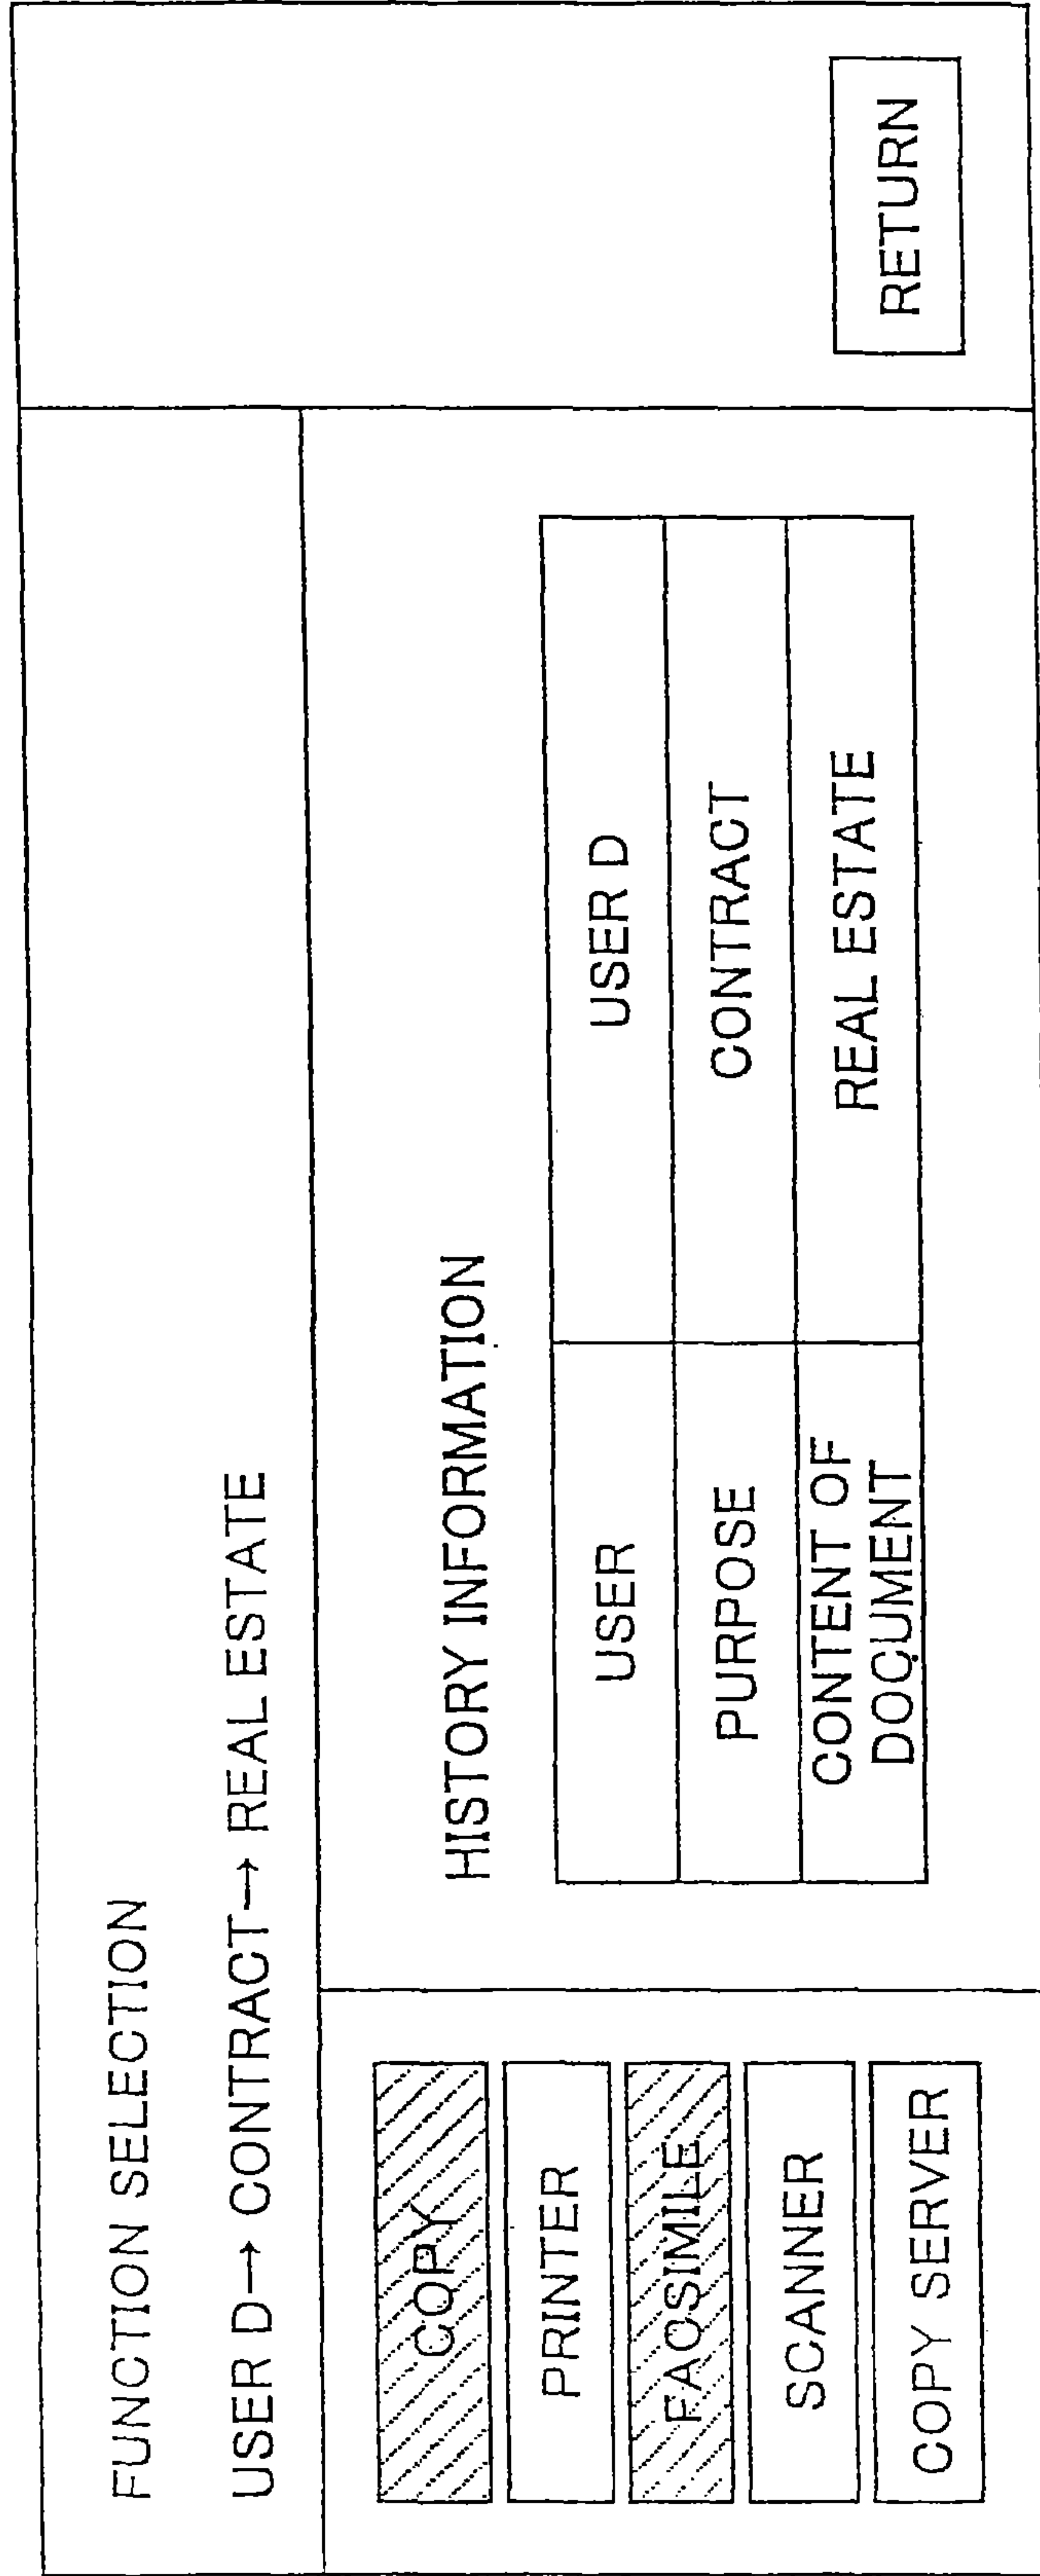 FUNCTION SELECTION
USER D → CONTRACT → REAL ESTATE
COPY
PRINTER
FACSIMILE
SCANNER
COPY SERVER
HISTORY INFORMATION
USER
USER D
PURPOSE
CONTRACT
CONTENT OF
DOCUMENT
REAL ESTATE
RETURN